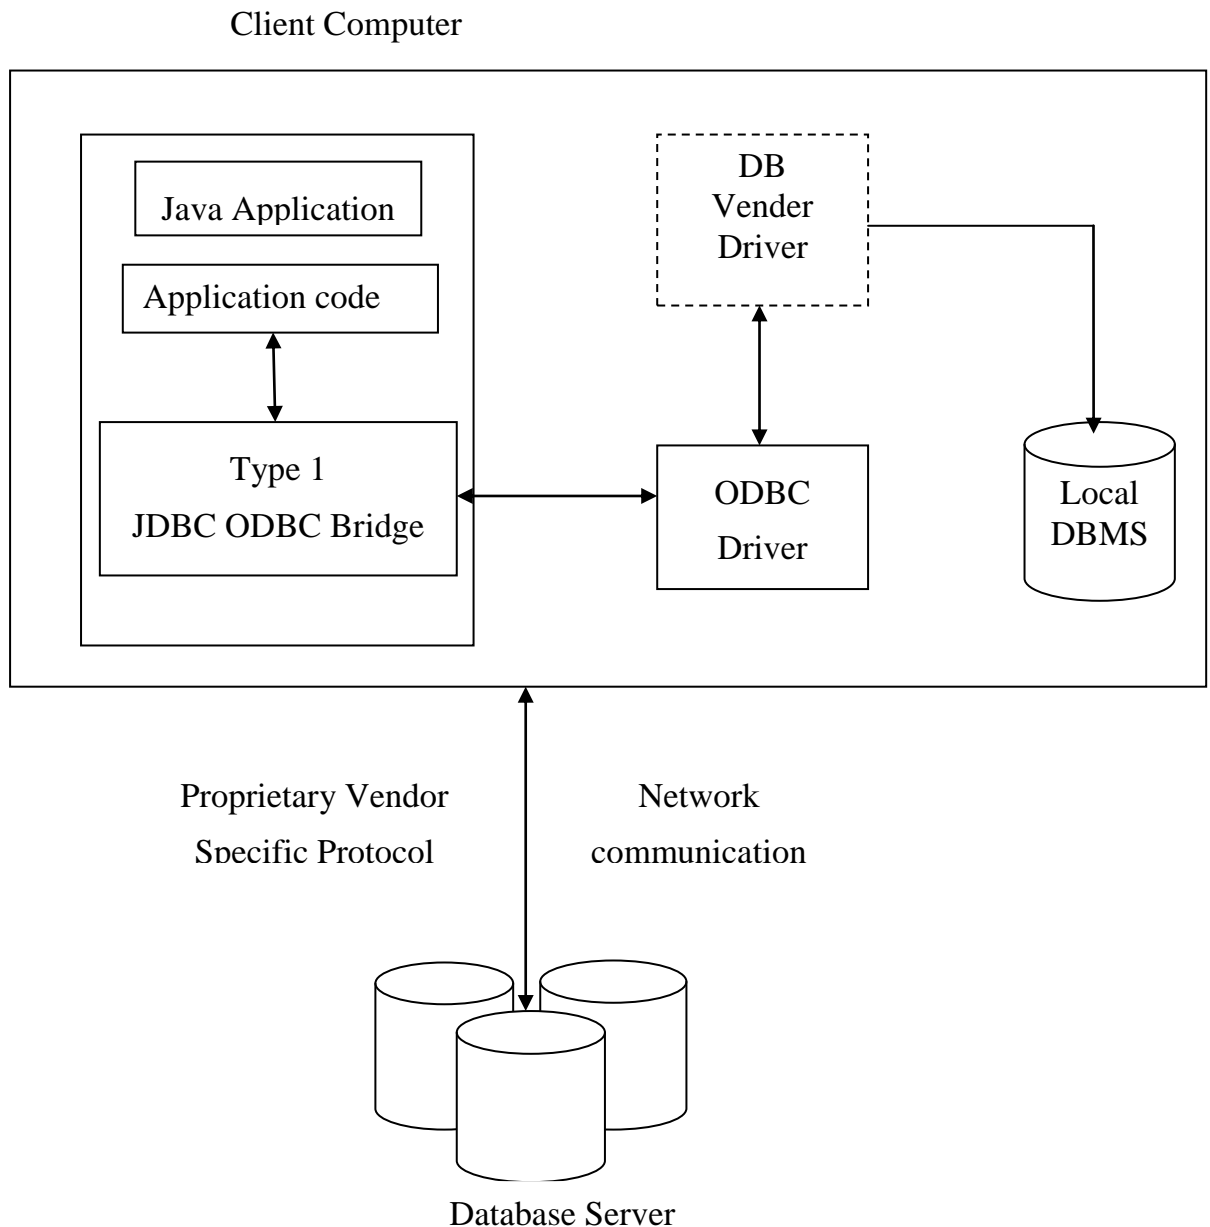 Client Computer
Java Application
Application code
Type 1
JDBC ODBC Bridge
DB
Vender
Driver
ODBC
Driver
Local
DBMS
Proprietary Vendor
Specific Protocol
Network
communication
Database Server